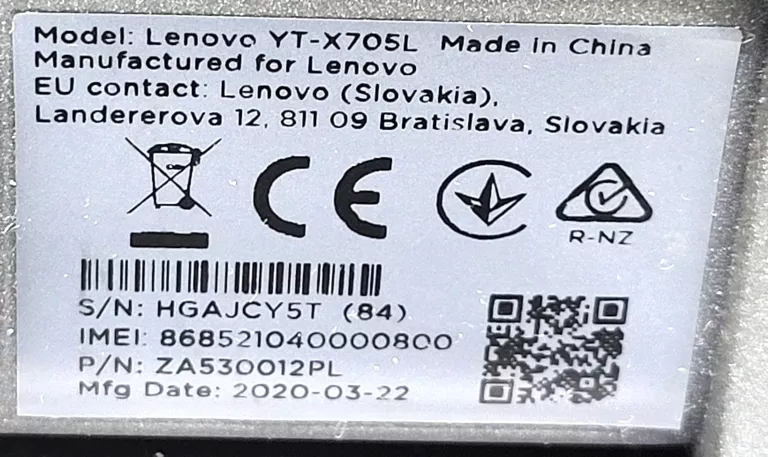 Model: Lenovo YT-X705L Made in China
Manufactured for Lenovo
EU contact: Lenovo (Slovakia),
Landererova 12, 811 09 Bratislava, Slovakia
CE
R-NZ
S/N: HGAJCY5T (84)
IMEI: 868521040000800
P/N: ZA530012PL
Mfg Date: 2020-03-22